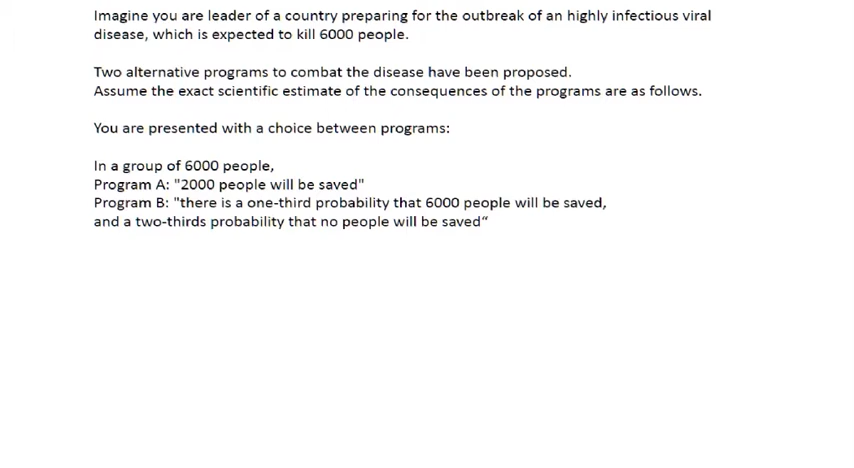 Imagine you are leader of a country preparing for the outbreak of an highly infectious viral
disease, which is expected to kill 6000 people.
Two alternative programs to combat the disease have been proposed.
Assume the exact scientific estimate of the consequences of the programs are as follows.
You are presented with a choice between programs:
In a group of 6000 people,
Program A: "2000 people will be saved"
Program B: "there is a one-third probability that 6000 people will be saved,
and a two-thirds probability that no people will be saved“